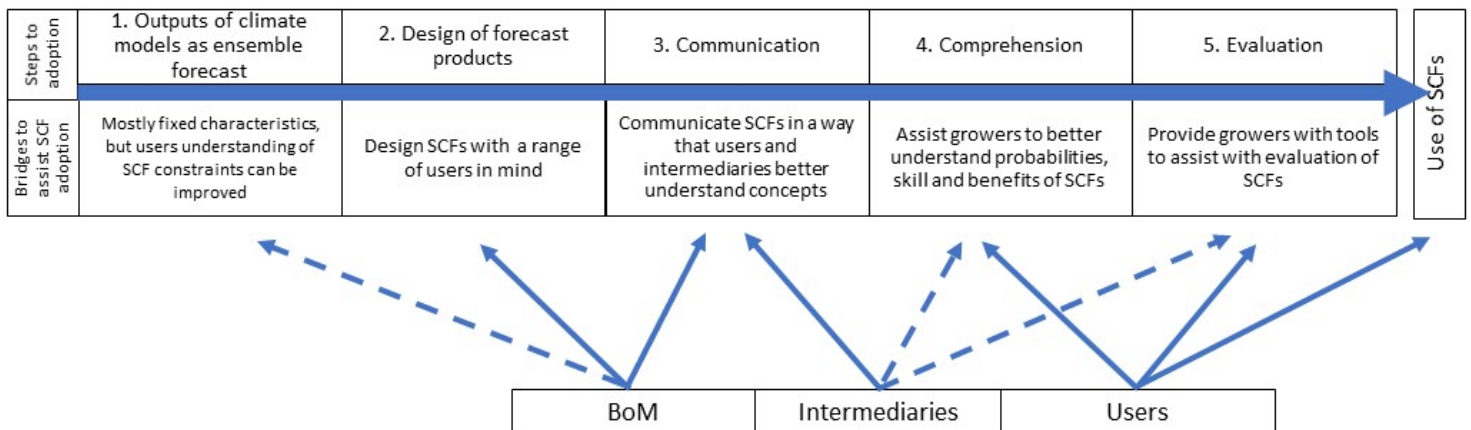 Steps to
adoption
1. Outputs of climate
models as ensemble
forecast
2. Design of forecast
products
3. Communication
4. Comprehension
5. Evaluation
Use of SCFs
Bridges to
assist SCF
adoption
Mostly fixed characteristics,
but users understanding of
SCF constraints can be
improved
Design SCFs with a range
of users in mind
Communicate SCFs in a way
that users and
intermediaries better
understand concepts
Assist growers to better
understand probabilities,
skill and benefits of SCFs
Provide growers with tools
to assist with evaluation of
SCFs
BoM
Intermediaries
Users